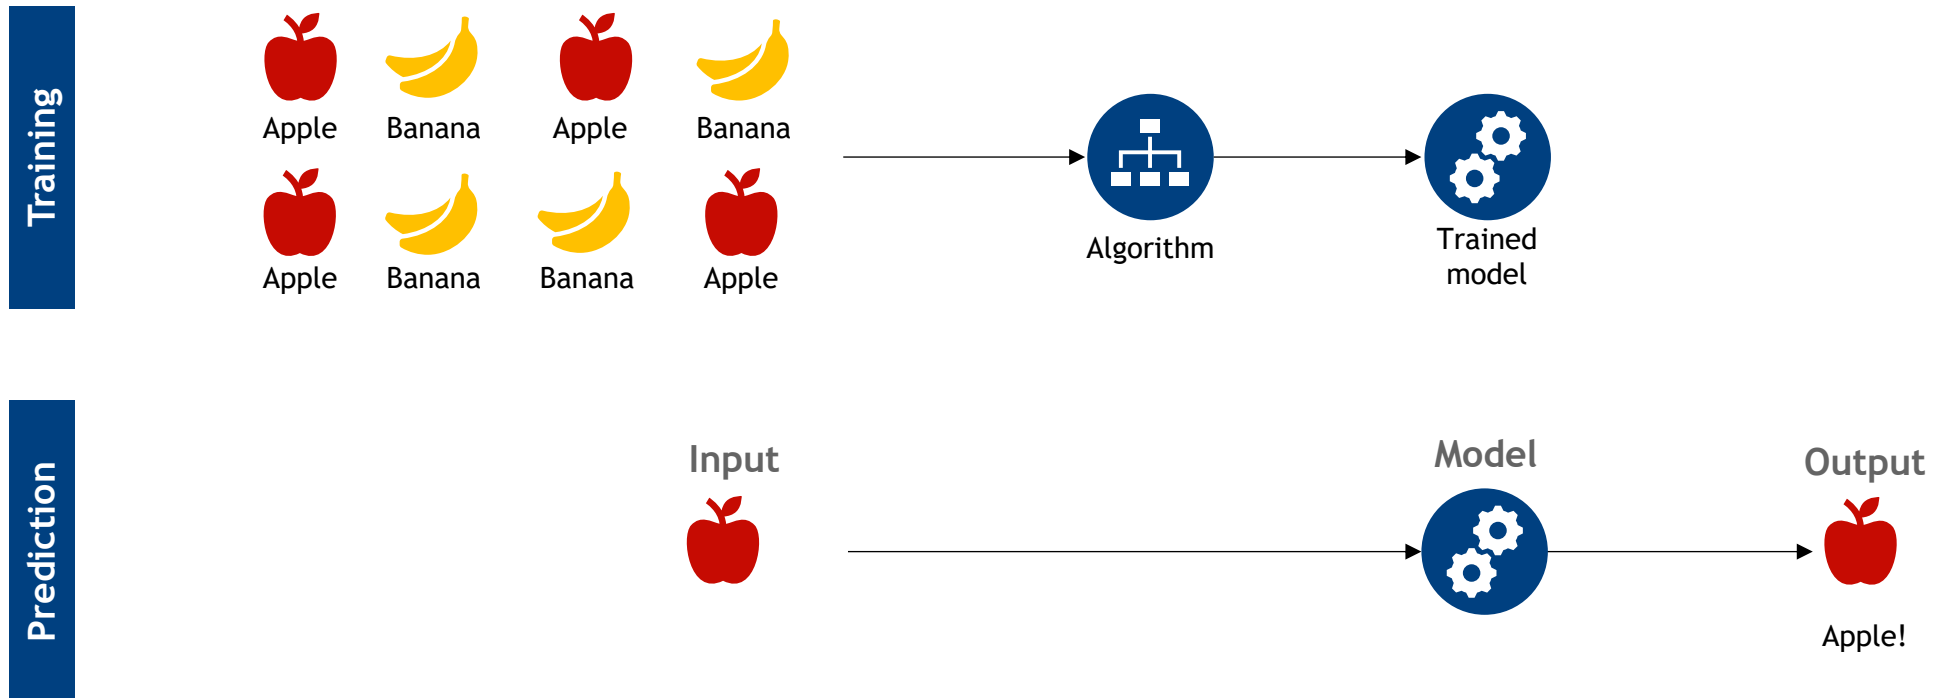 Training
Apple Banana Apple Banana
Apple Banana Banana Apple
Algorithm
Trained
model
Prediction
Input
Model
Output
Apple!